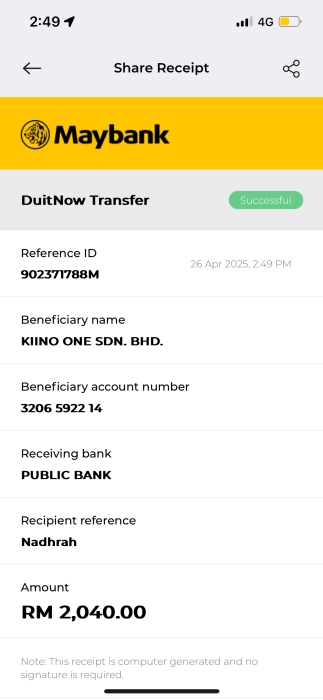 2:49
4G
Share Receipt
Maybank
DuitNow Transfer
Successful
Reference ID
902371788M
26 Apr 2025, 2:49 PM
Beneficiary name
KIINO ONE SDN. BHD.
Beneficiary account number
3206 5922 14
Receiving bank
PUBLIC BANK
Recipient reference
Nadhrah
Amount
RM 2,040.00
Note: This receipt is computer generated and no
signature is required.